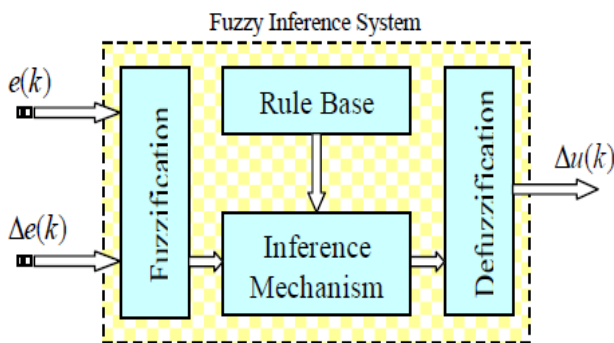 Fuzzy Inference System
e(k)
Δe(k)
Fuzzification
Rule Base
Inference
Mechanism
Defuzzification
Δu(k)